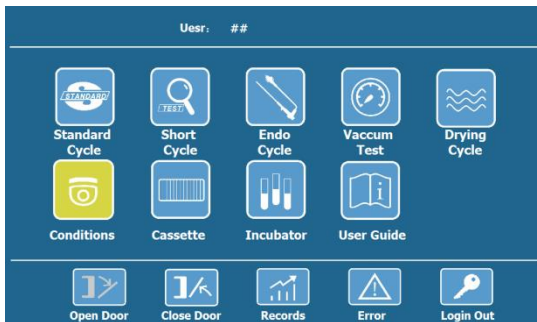 Uesr: ##
STANDARD
TEST
Standard Cycle
Short Cycle
Endo Cycle
Vaccum Test
Drying Cycle
i
Conditions
Cassette
Incubator
User Guide
Open Door
Close Door
Records
Error
Login Out